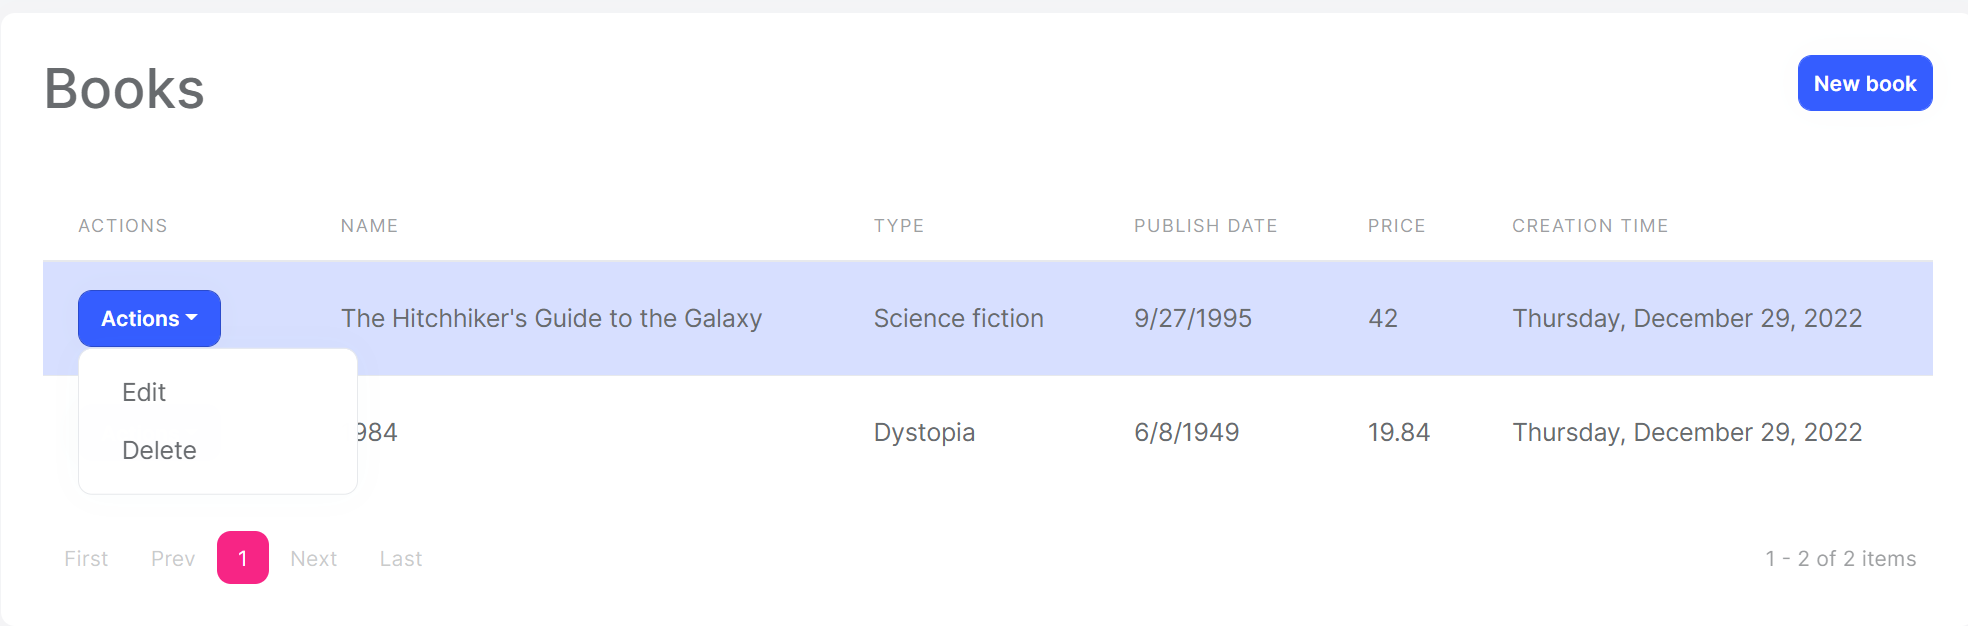 Books
New book
ACTIONS NAME TYPE PUBLISH DATE PRICE CREATION TIME
Actions The Hitchhiker's Guide to the Galaxy Science fiction 9/27/1995 42 Thursday, December 29, 2022
Edit
984 Dystopia 6/8/1949 19.84 Thursday, December 29, 2022
Delete
First Prev 1 Next Last 1 - 2 of 2 items